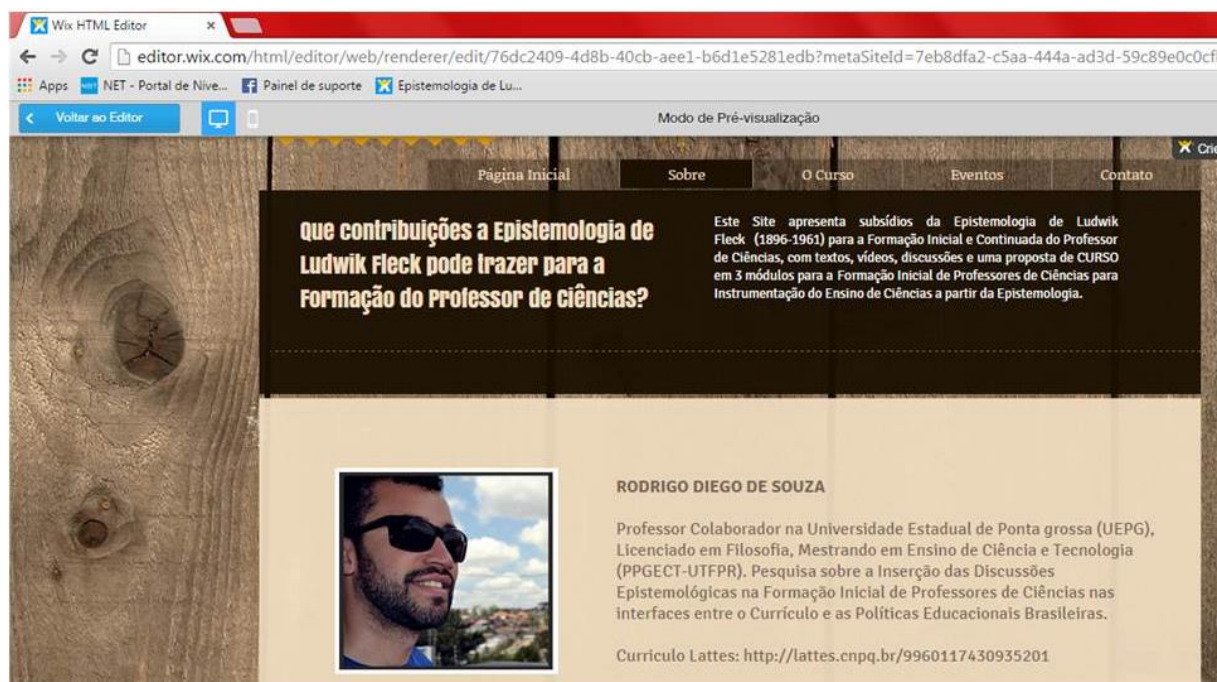 Wix HTML Editor
editor.wix.com/html/editor/web/renderer/edit/76dc2409-4d8b-40cb-aee1-b6d1e5281edb?metaSiteId=7eb8dfa2-c5aa-444a-ad3d-59c89e0c0cf
Apps NET - Portal de Nive... Painel de suporte Epistemologia de Lu...
Voltar ao Editor Modo de Pré-visualização
Crie
Página Inicial Sobre O Curso Eventos Contato
Que contribuições a Epistemologia de
Ludwik Fleck pode trazer para a
Formação do Professor de Ciências?
Este Site apresenta subsídios da Epistemologia de Ludwik
Fleck (1896-1961) para a Formação Inicial e Continuada do Professor
de Ciências, com textos, vídeos, discussões e uma proposta de CURSO
em 3 módulos para a Formação Inicial de Professores de Ciências para
Instrumentação do Ensino de Ciências a partir da Epistemologia.
RODRIGO DIEGO DE SOUZA
Professor Colaborador na Universidade Estadual de Ponta grossa (UEPG),
Licenciado em Filosofia, Mestrando em Ensino de Ciência e Tecnologia
(PPGECT-UTFPR). Pesquisa sobre a Inserção das Discussões
Epistemológicas na Formação Inicial de Professores de Ciências nas
interfaces entre o Currículo e as Políticas Educacionais Brasileiras.
Curriculo Lattes: http://lattes.cnpq.br/9960117430935201